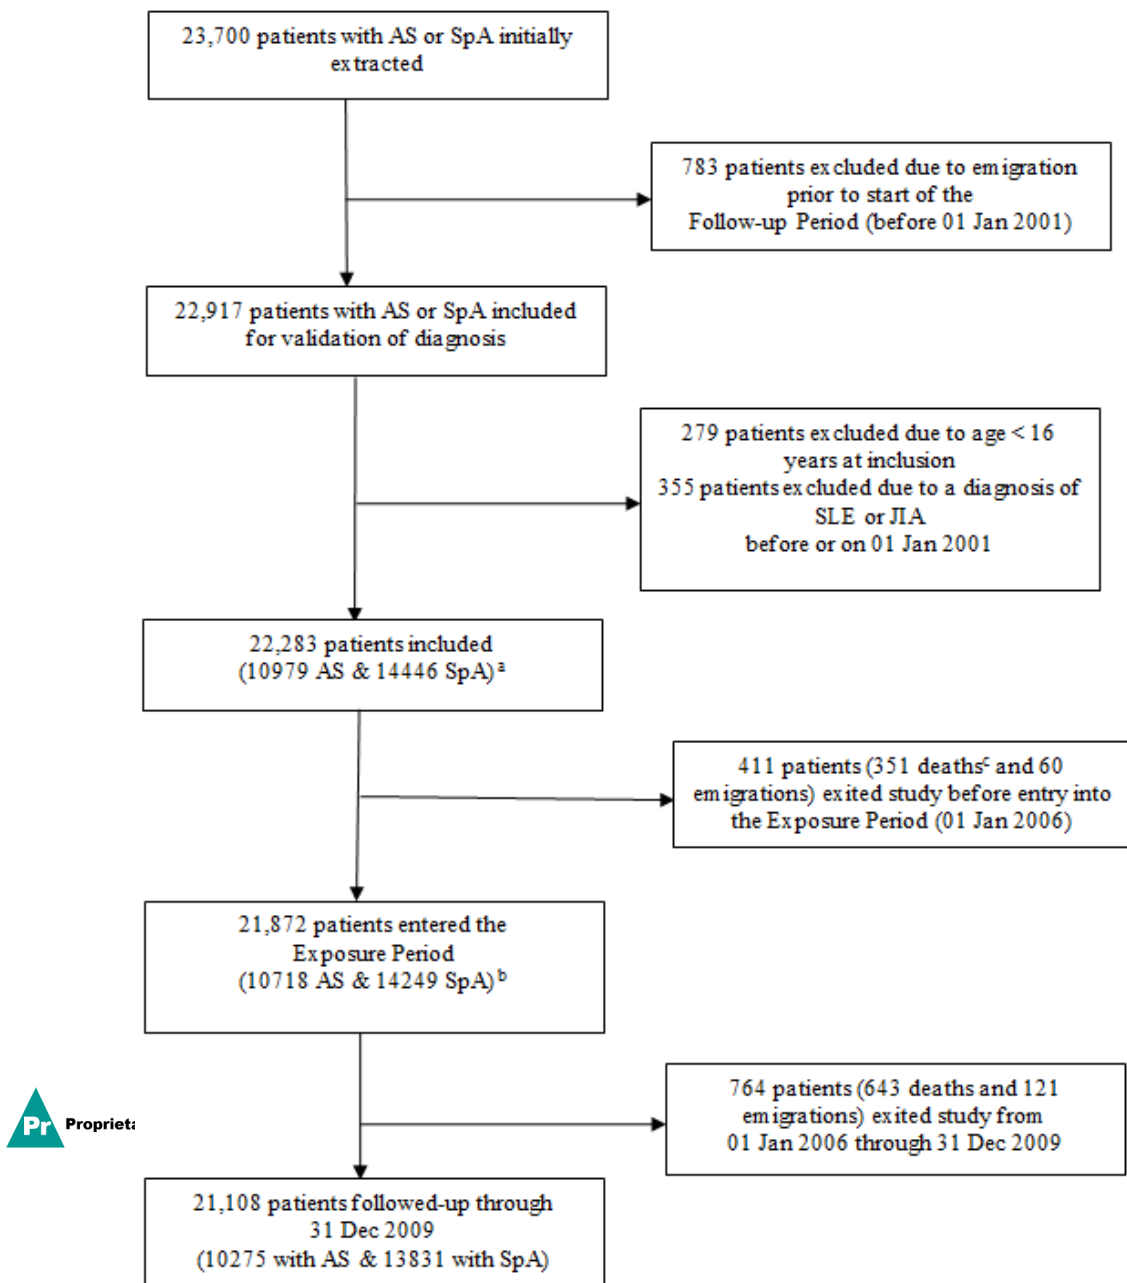 23,700 patients with AS or SpA initially
extracted
783 patients excluded due to emigration
prior to start of the
Follow-up Period (before 01 Jan 2001)
22,917 patients with AS or SpA included
for validation of diagnosis
279 patients excluded due to age < 16
years at inclusion
355 patients excluded due to a diagnosis of
SLE or JIA
before or on 01 Jan 2001
22,283 patients included
(10979 AS & 14446 SpA)ᵃ
411 patients (351 deathsᶜ and 60
emigrations) exited study before entry into
the Exposure Period (01 Jan 2006)
21,872 patients entered the
Exposure Period
(10718 AS & 14249 SpA)ᵇ
764 patients (643 deaths and 121
emigrations) exited study from
01 Jan 2006 through 31 Dec 2009
Pr
21,108 patients followed-up through
31 Dec 2009
(10275 with AS & 13831 with SpA)